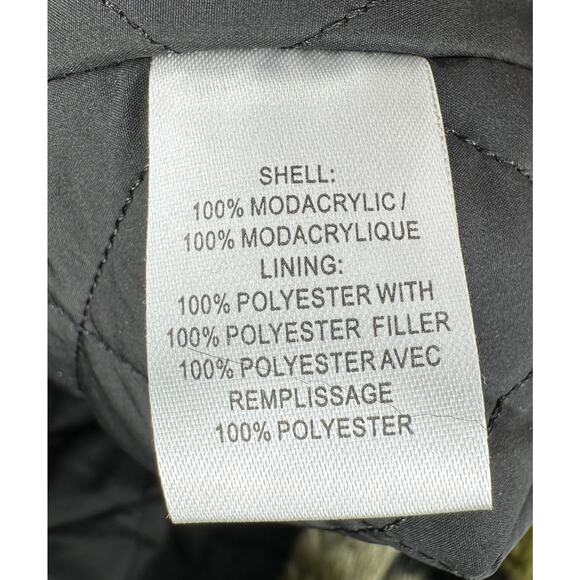 SHELL:
100% MODACRYLIC /
100% MODACRYLIQUE
LINING:
100% POLYESTER WITH
100% POLYESTER FILLER
100% POLYESTER AVEC
REMPLISSAGE
100% POLYESTER